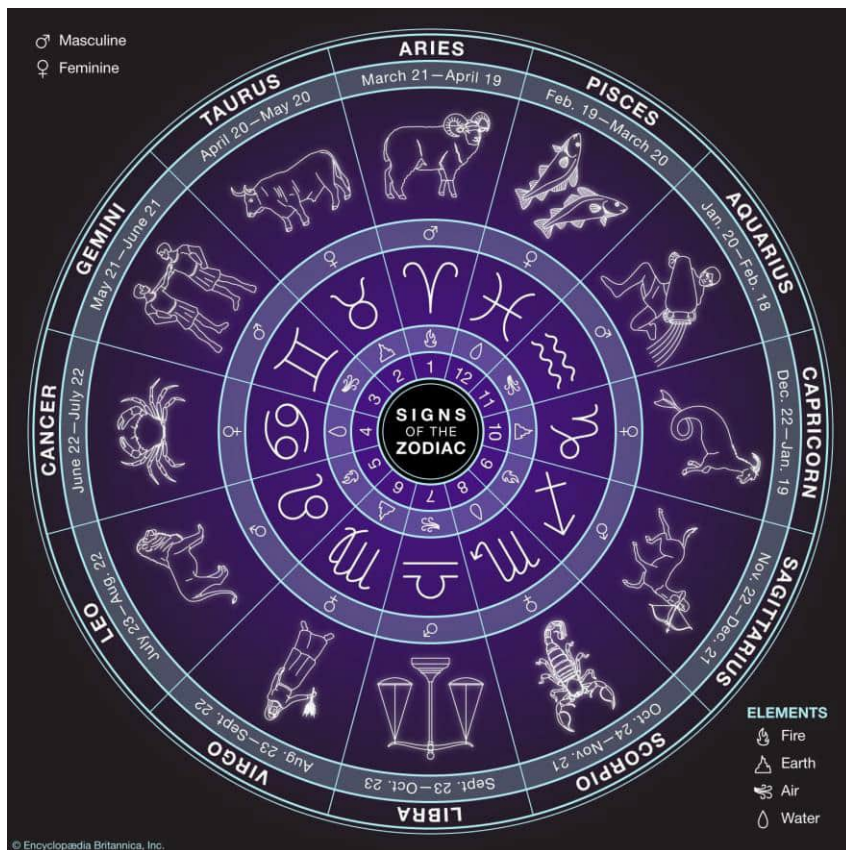 ♂ Masculine
♀ Feminine
ARIES
March 21—April 19
PISCES
Feb. 19—March 20
AQUARIUS
Jan. 20—Feb. 18
CAPRICORN
Dec. 22—Jan. 19
SAGITTARIUS
Nov. 22—Dec. 21
SCORPIO
Oct. 24—Nov. 21
LIBRA
Sept. 23—Oct. 23
VIRGO
Aug. 23—Sept. 22
LEO
July 23—Aug. 22
CANCER
June 22—July 22
GEMINI
May 21—June 21
TAURUS
April 20—May 20
1
12
11
10
9
8
7
6
5
4
3
2
SIGNS
OF THE
ZODIAC
ELEMENTS
Fire
Earth
Air
Water
© Encyclopædia Britannica, Inc.